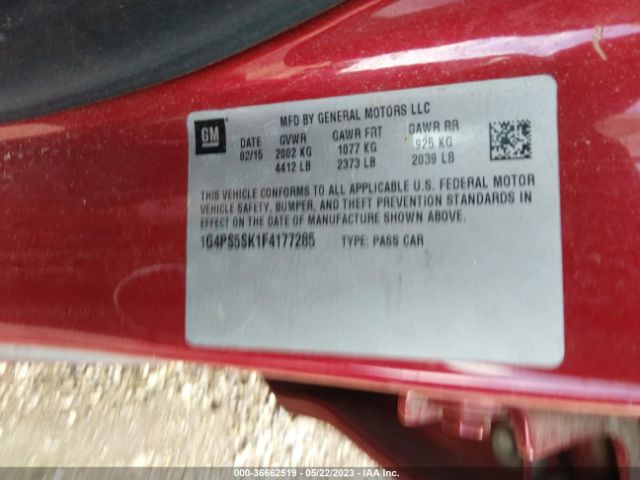 MFD BY GENERAL MOTORS LLC
GM
DATE GVWR GAWR FRT GAWR RR
02/15 2002 KG 1077 KG 925 KG
4412 LB 2373 LB 2039 LB
THIS VEHICLE CONFORMS TO ALL APPLICABLE U.S. FEDERAL MOTOR
VEHICLE SAFETY, BUMPER, AND THEFT PREVENTION STANDARDS IN
EFFECT ON THE DATE OF MANUFACTURE SHOWN ABOVE.
1G4PS5SK1F4177285 TYPE: PASS CAR
000-36662519 - 05/22/2023 - IAA Inc.